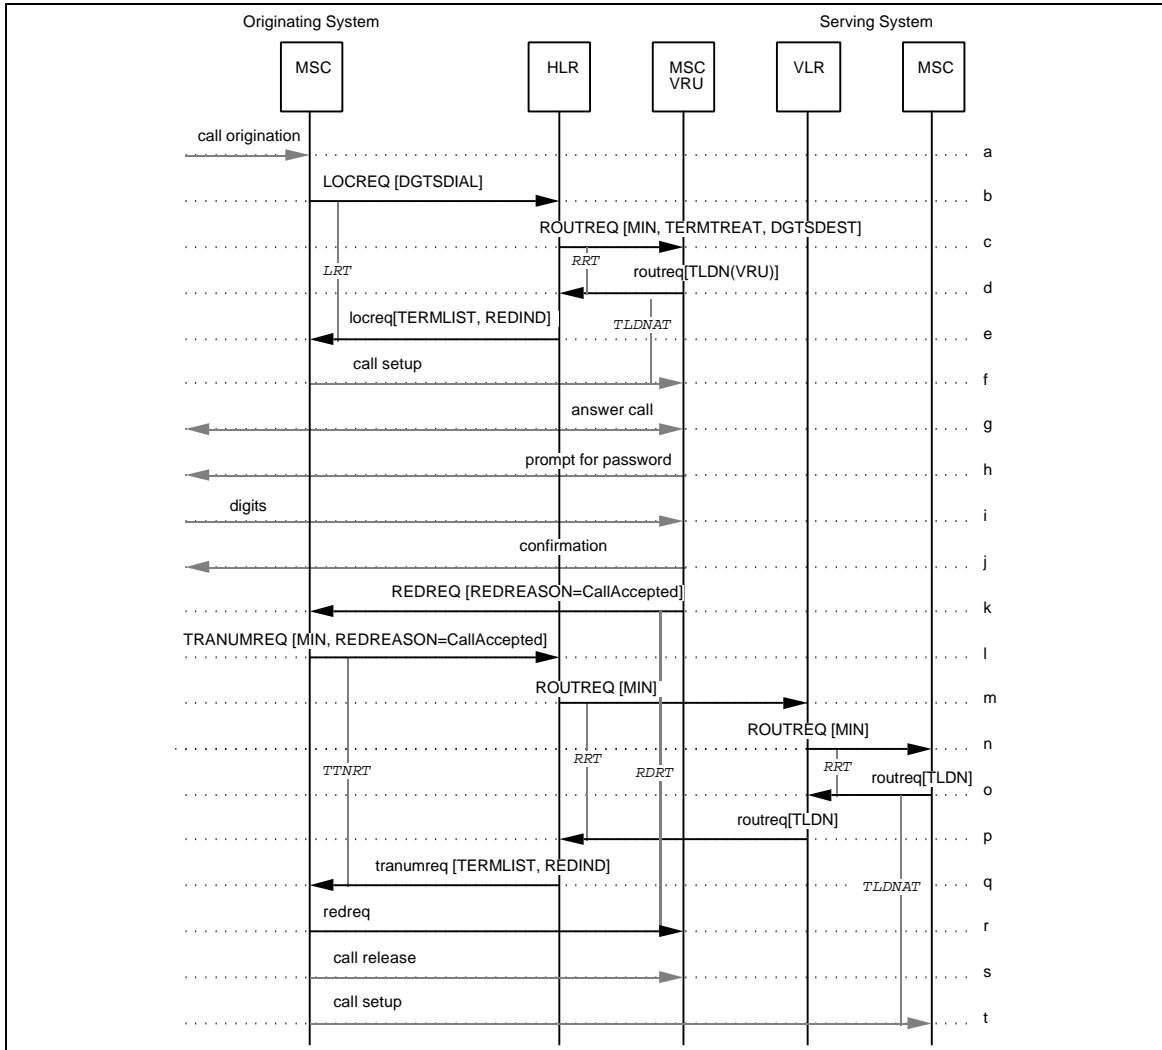 Originating System
Serving System
MSC
HLR
MSC
VRU
VLR
MSC
call origination
a
LOCREQ [DGTSDIAL]
b
ROUTREQ [MIN, TERMTREAT, DGTSDEST]
c
LRT
RRT
routreq[TLDN(VRU)]
d
locreq[TERMLIST, REDIND]
TLDNAT
e
call setup
f
answer call
g
prompt for password
h
digits
i
confirmation
j
REDREQ [REDREASON=CallAccepted]
k
TRANUMREQ [MIN, REDREASON=CallAccepted]
l
ROUTREQ [MIN]
m
ROUTREQ [MIN]
n
TTNRT
RRT
RDRT
RRT
routreq[TLDN]
o
routreq[TLDN]
p
tranumreq [TERMLIST, REDIND]
TLDNAT
q
redreq
r
call release
s
call setup
t